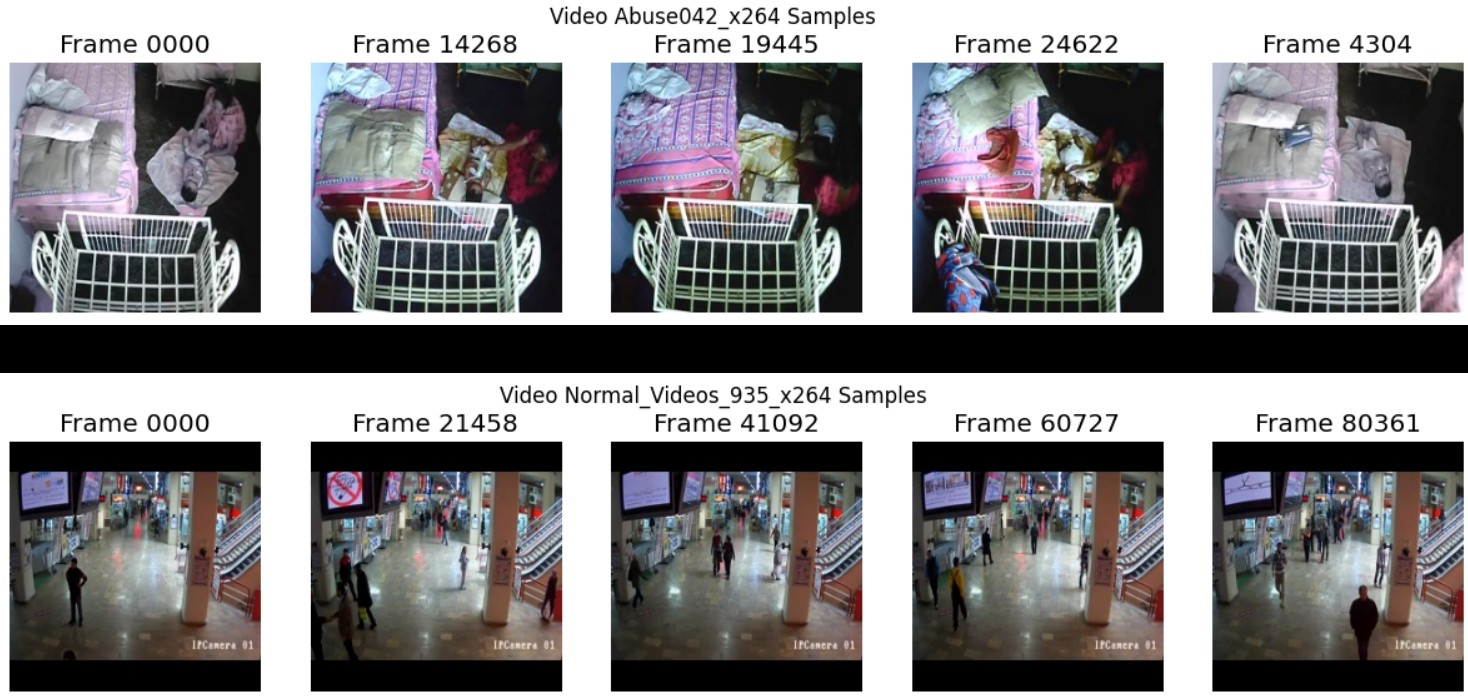 Video Abuse042_x264 Samples
Frame 0000 Frame 14268 Frame 19445 Frame 24622 Frame 4304
Video Normal_Videos_935_x264 Samples
Frame 0000 Frame 21458 Frame 41092 Frame 60727 Frame 80361
IPCamera 01 IPCamera 01 IPCamera 01 IPCamera 01 IPCamera 01